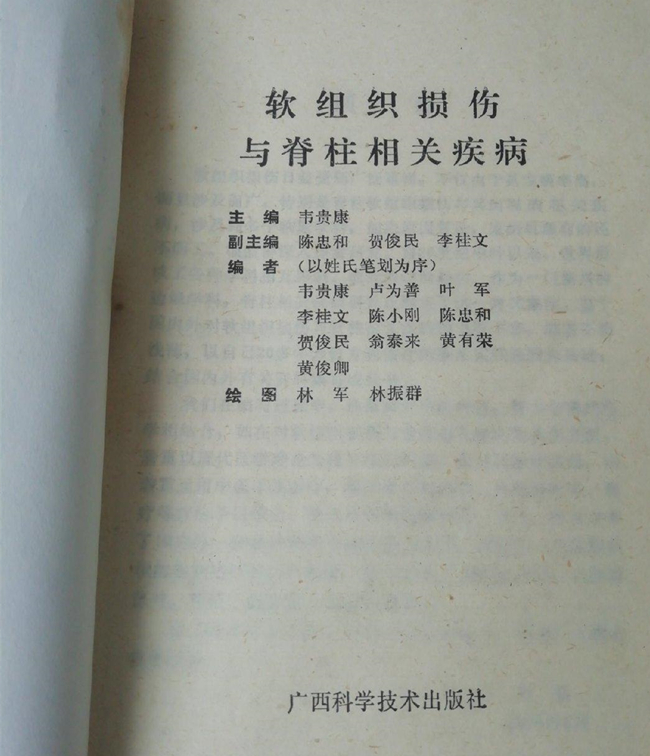 软组织损伤
与脊柱相关疾病
主 编 韦贵康
副主编 陈忠和 贺俊民 李桂文
编 者 (以姓氏笔划为序)
韦贵康 卢为善 叶 军
李桂文 陈小刚 陈忠和
贺俊民 翁泰来 黄有荣
黄俊卿
绘 图 林 军 林振群
广西科学技术出版社